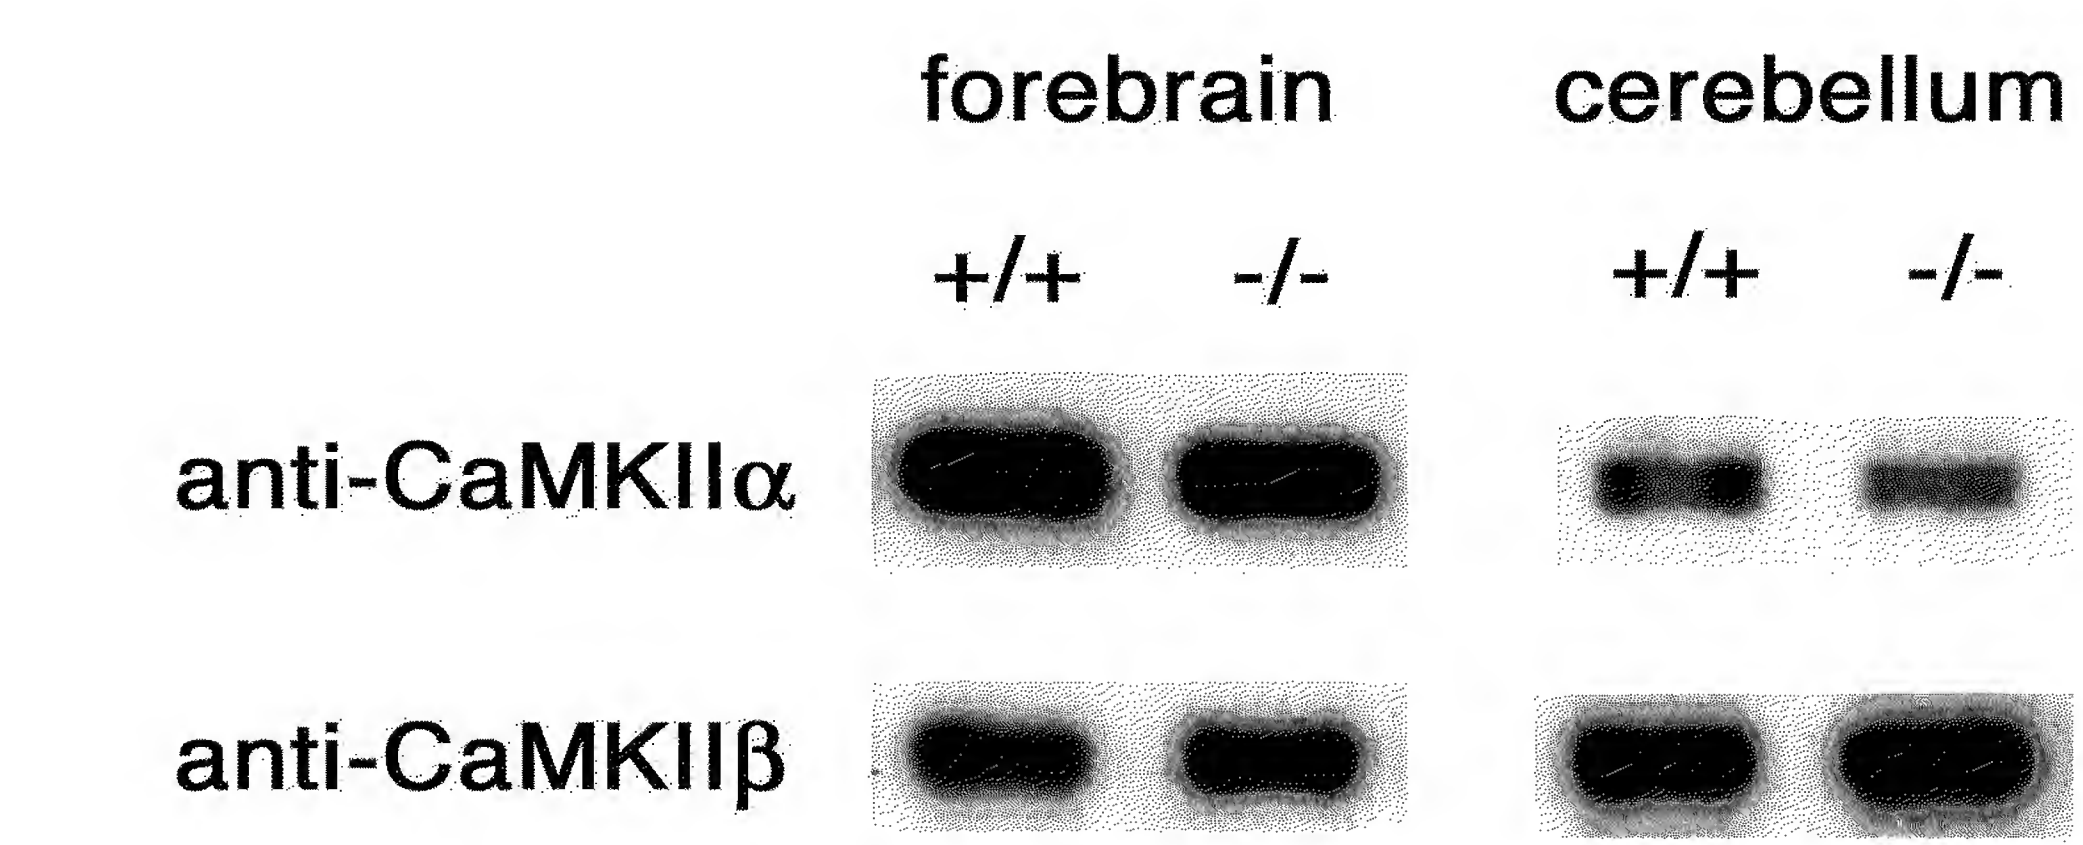 forebrain cerebellum
+/+ -/- +/+ -/-
anti-CaMKIIα
anti-CaMKIIβ